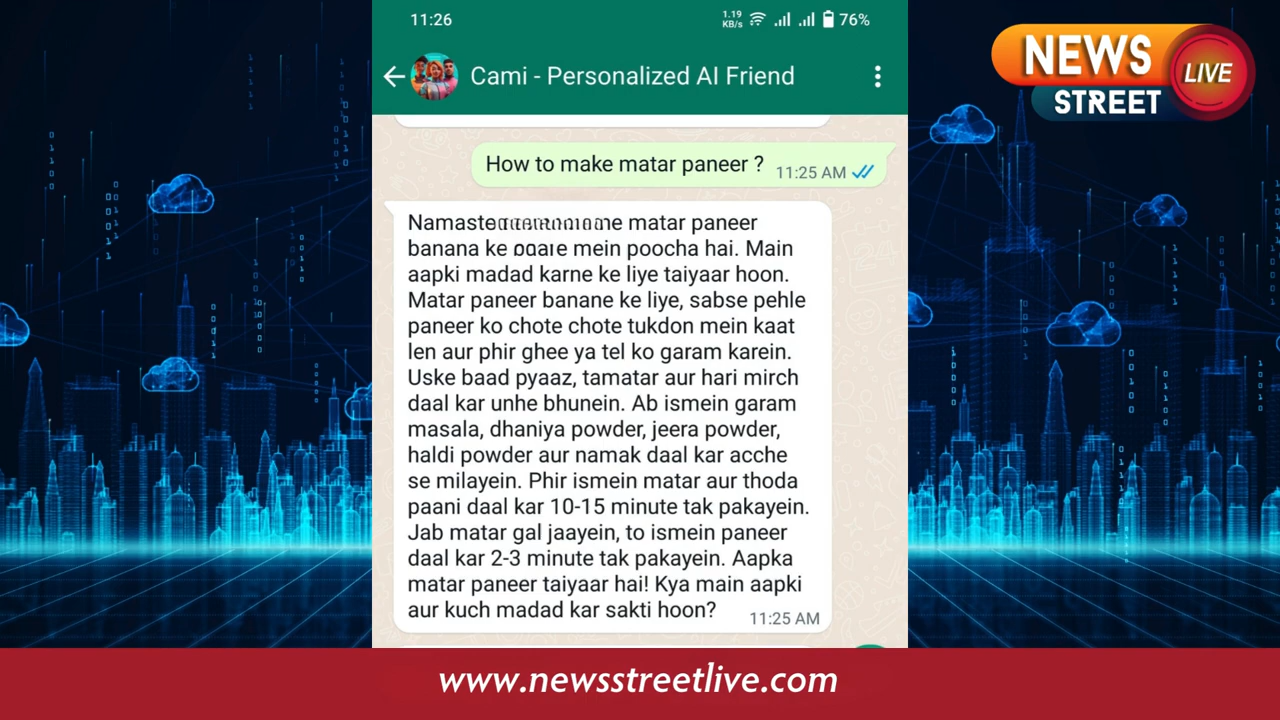 11:26
1.19
KB/s
76%
NEWS
LIVE
STREET
Cami - Personalized AI Friend
How to make matar paneer ?
11:25 AM
Namaste matar paneer
banana ke baare mein poocha hai. Main
aapki madad karne ke liye taiyaar hoon.
Matar paneer banane ke liye, sabse pehle
paneer ko chote chote tukdon mein kaat
len aur phir ghee ya tel ko garam karein.
Uske baad pyaaz, tamatar aur hari mirch
daal kar unhe bhunein. Ab ismein garam
masala, dhaniya powder, jeera powder,
haldi powder aur namak daal kar acche
se milayein. Phir ismein matar aur thoda
paani daal kar 10-15 minute tak pakayein.
Jab matar gal jaayein, to ismein paneer
daal kar 2-3 minute tak pakayein. Aapka
matar paneer taiyaar hai! Kya main aapki
aur kuch madad kar sakti hoon?
11:25 AM
www.newsstreetlive.com